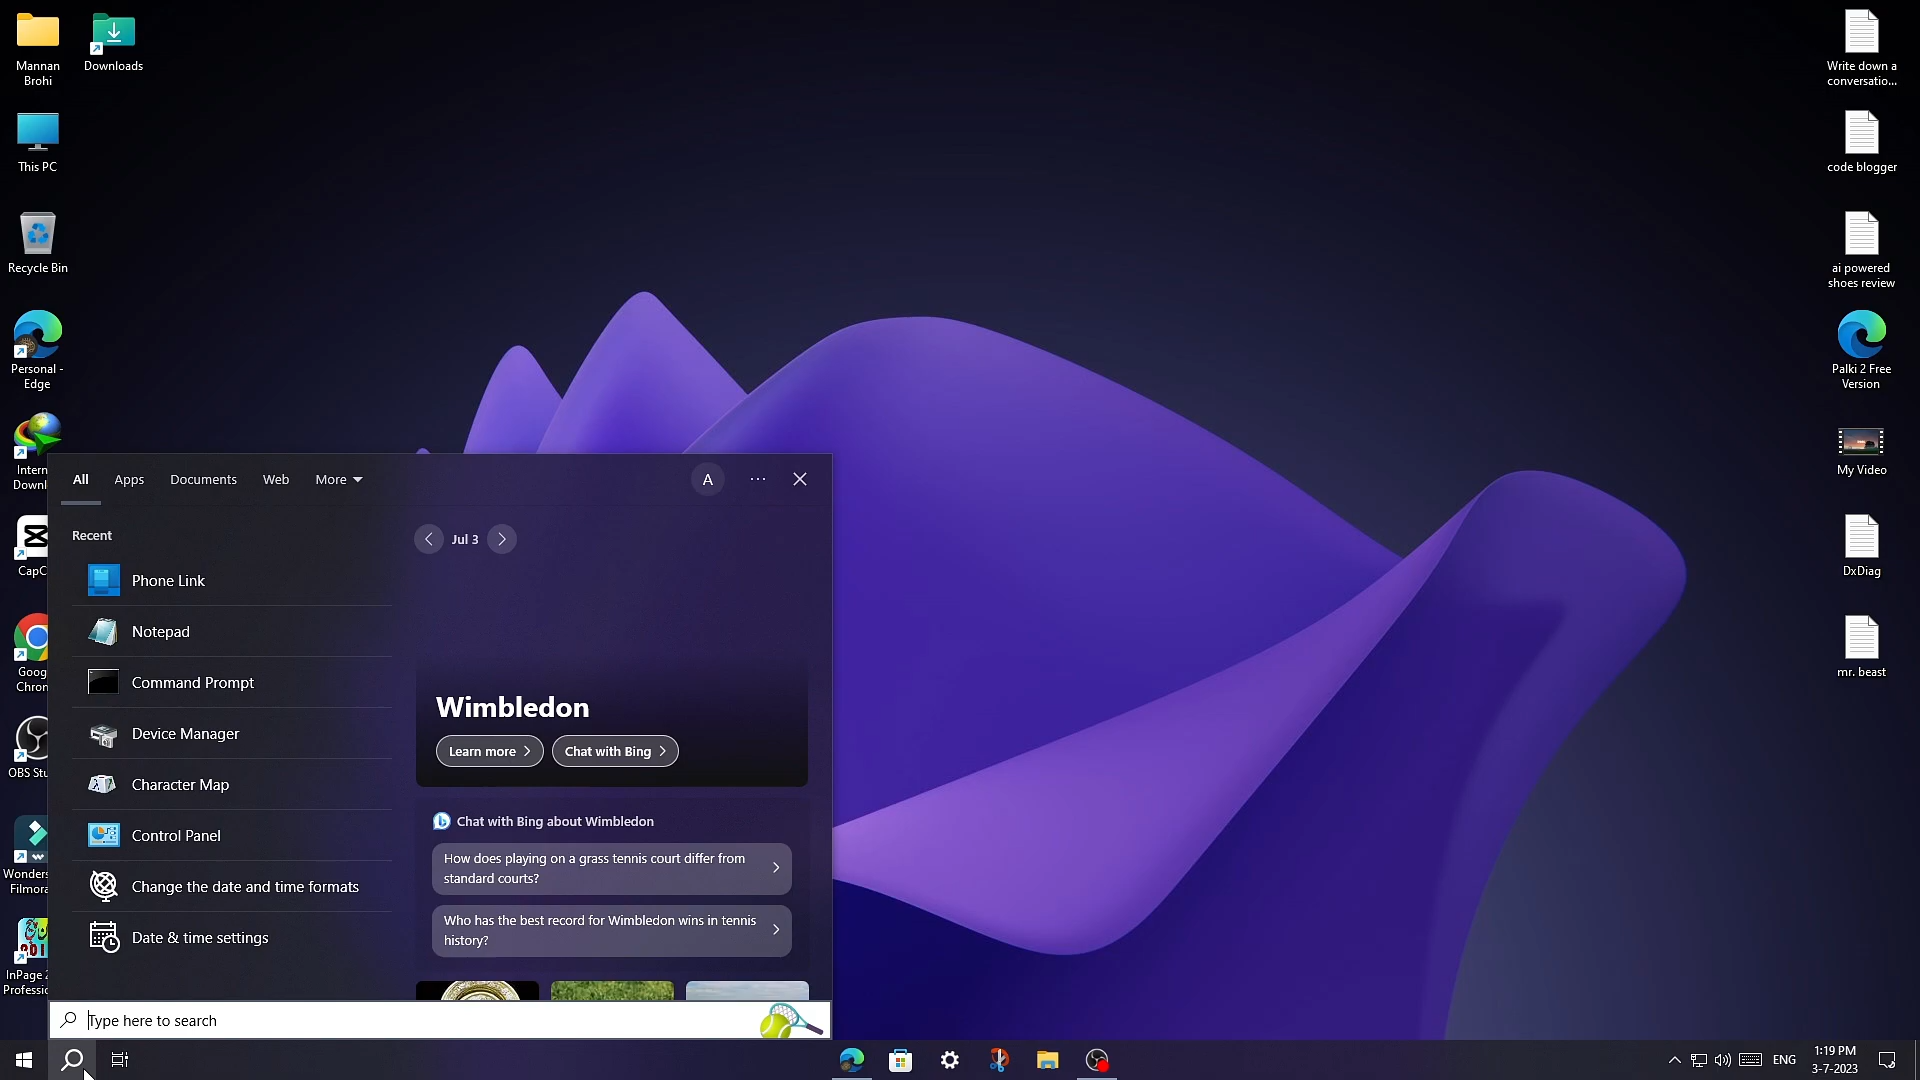 Mannan
Brohi
Downloads
This PC
Recycle Bin
Personal -
Edge
Intern
Downl
CapC
Goog
Chron
OBS Stu
Wonders
Filmora
InPage 2
Professio
Write down a
conversatio...
code blogger
ai powered
shoes review
Palki 2 Free
Version
My Video
DxDiag
mr. beast
All Apps Documents Web More
A
Recent
Phone Link
Notepad
Command Prompt
Device Manager
Character Map
Control Panel
Change the date and time formats
Date & time settings
Jul 3
Wimbledon
Learn more
Chat with Bing
Chat with Bing about Wimbledon
How does playing on a grass tennis court differ from
standard courts?
Who has the best record for Wimbledon wins in tennis
history?
Type here to search
ENG
1:19 PM
3-7-2023